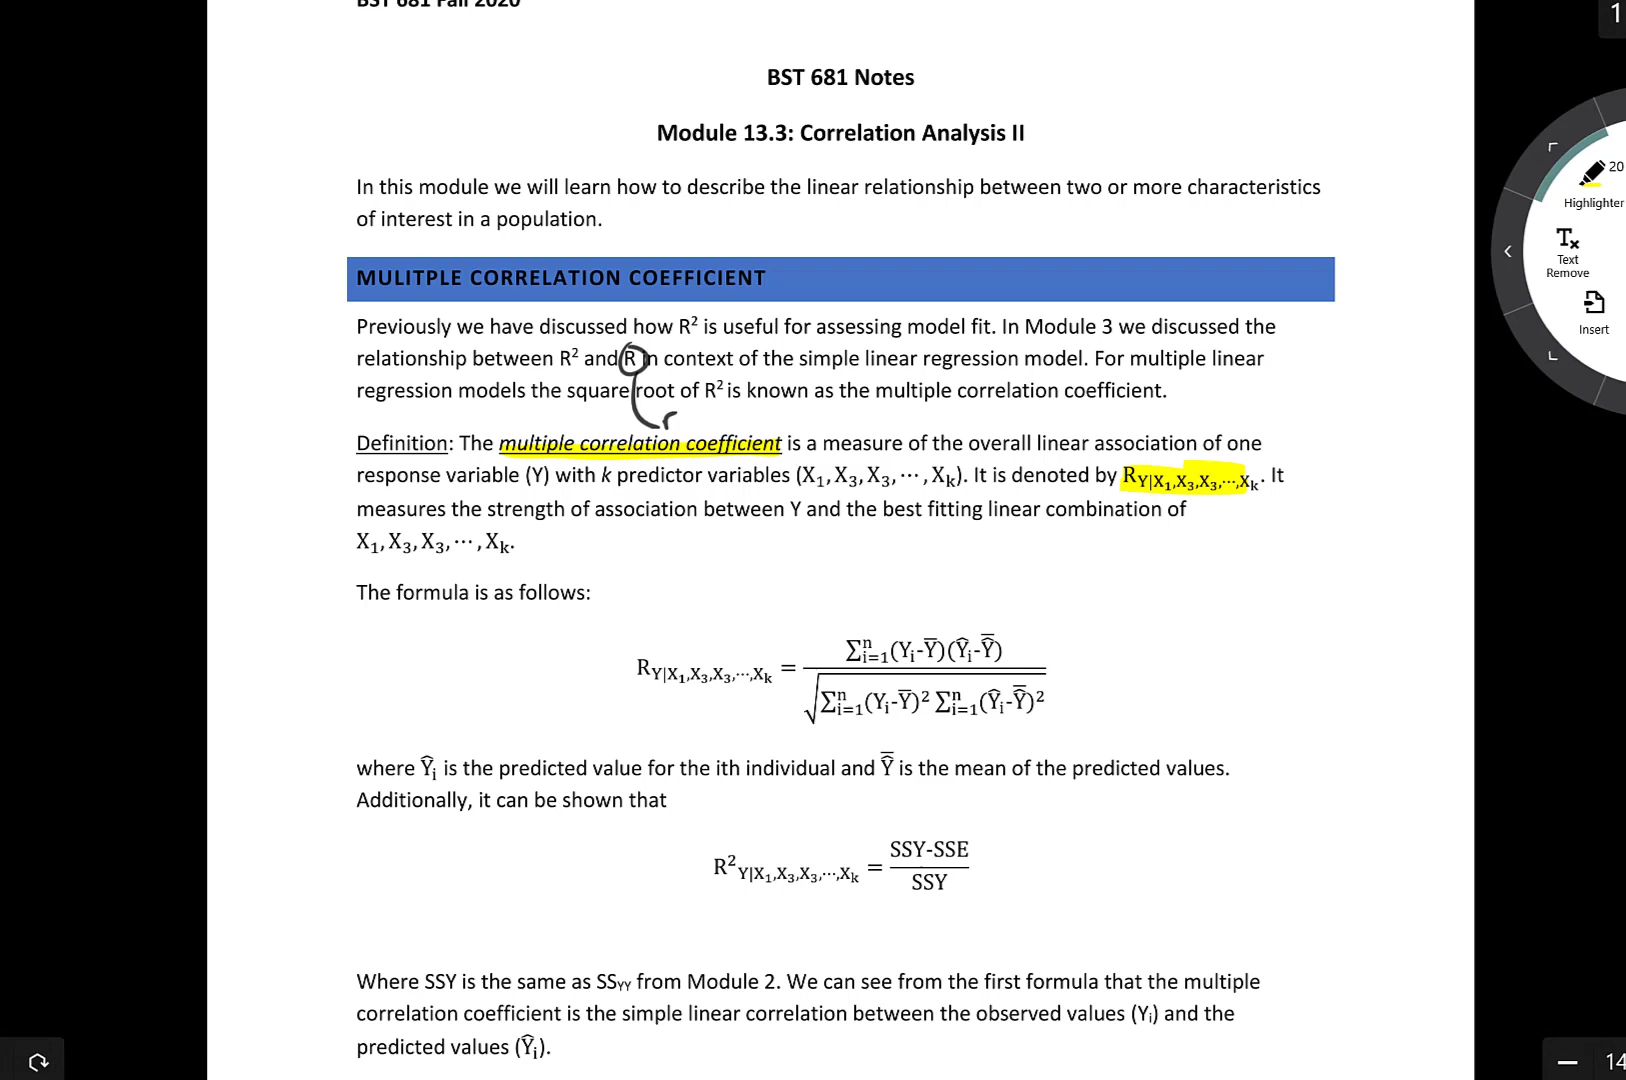 BST 681 Fall 2020
BST 681 Notes
Module 13.3: Correlation Analysis II
In this module we will learn how to describe the linear relationship between two or more characteristics
of interest in a population.
MULITPLE CORRELATION COEFFICIENT
Previously we have discussed how R² is useful for assessing model fit. In Module 3 we discussed the
relationship between R² and R in context of the simple linear regression model. For multiple linear
regression models the square root of R² is known as the multiple correlation coefficient.
r
Definition: The multiple correlation coefficient is a measure of the overall linear association of one
response variable (Y) with k predictor variables (X₁, X₃, X₃, ⋯ , Xₖ). It is denoted by R_Y|X₁,X₃,X₃,⋯,Xₖ. It
measures the strength of association between Y and the best fitting linear combination of
X₁, X₃, X₃, ⋯ , Xₖ.
The formula is as follows:
R_Y|X₁,X₃,X₃,⋯,Xₖ = ∑ⁿᵢ₌₁(Yᵢ-Y̅)(Ŷᵢ-Ŷ̅) / √(∑ⁿᵢ₌₁(Yᵢ-Y̅)² ∑ⁿᵢ₌₁(Ŷᵢ-Ŷ̅)²)
where Ŷᵢ is the predicted value for the ith individual and Ŷ̅ is the mean of the predicted values.
Additionally, it can be shown that
R²_Y|X₁,X₃,X₃,⋯,Xₖ = SSY-SSE / SSY
Where SSY is the same as SS_YY from Module 2. We can see from the first formula that the multiple
correlation coefficient is the simple linear correlation between the observed values (Yᵢ) and the
predicted values (Ŷᵢ).
1
20
Highlighter
Text
Remove
Insert
14